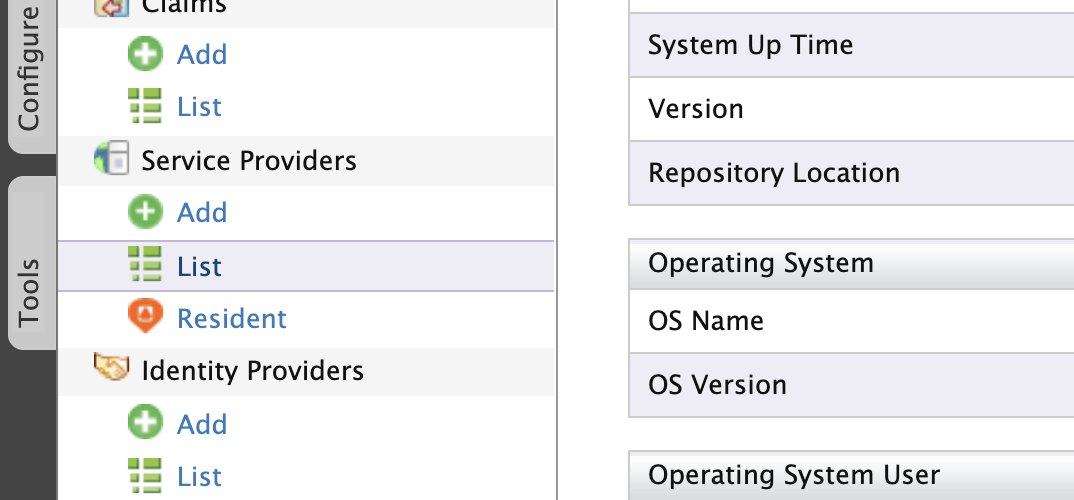 Configure
Tools
Claims
Add
List
Service Providers
Add
List
Resident
Identity Providers
Add
List
System Up Time
Version
Repository Location
Operating System
OS Name
OS Version
Operating System User